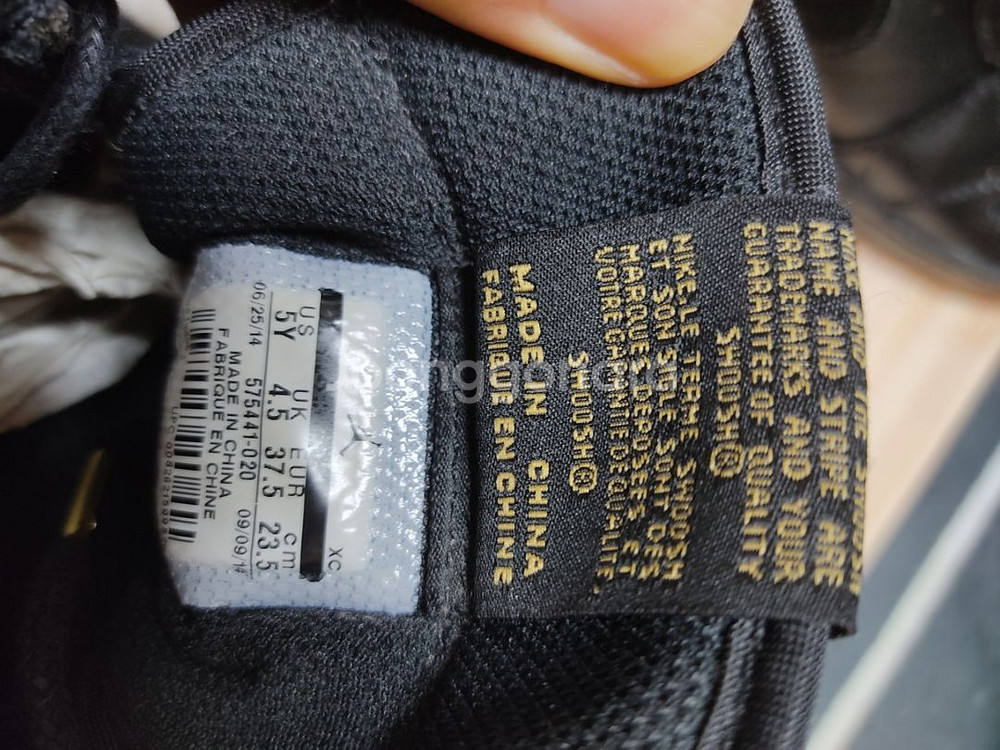 XC
US UK EUR cm
5Y 4.5 37.5 23.5
06/25/14 575441-020 09/09/14
MADE IN CHINA
FABRIQUE EN CHINE
NAME AND STRIPE ARE
TRADEMARKS AND YOUR
GUARANTEE OF QUALITY
SWOOSH®
NIKE·LE TERME SWOOSH
ET SON SIGLE SONT DES
MARQUES DEPOSEES ET
VOTRE CHAINE DE QUALITE.
SWOOSH®
MADE IN CHINA
FABRIQUE EN CHINE